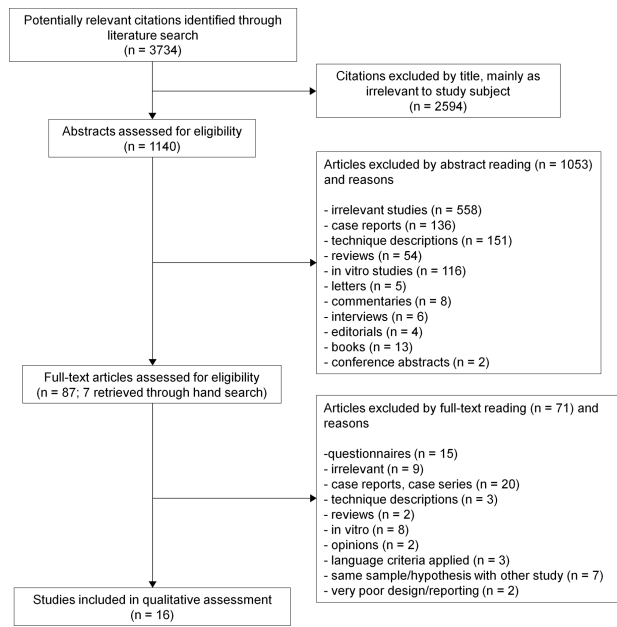 Potentially relevant citations identified through
literature search
(n = 3734)
Citations excluded by title, mainly as
irrelevant to study subject
(n = 2594)
Abstracts assessed for eligibility
(n = 1140)
Articles excluded by abstract reading (n = 1053)
and reasons
- irrelevant studies (n = 558)
- case reports (n = 136)
- technique descriptions (n = 151)
- reviews (n = 54)
- in vitro studies (n = 116)
- letters (n = 5)
- commentaries (n = 8)
- interviews (n = 6)
- editorials (n = 4)
- books (n = 13)
- conference abstracts (n = 2)
Full-text articles assessed for eligibility
(n = 87; 7 retrieved through hand search)
Articles excluded by full-text reading (n = 71) and
reasons
-questionnaires (n = 15)
- irrelevant (n = 9)
- case reports, case series (n = 20)
- technique descriptions (n = 3)
- reviews (n = 2)
- in vitro (n = 8)
- opinions (n = 2)
- language criteria applied (n = 3)
- same sample/hypothesis with other study (n = 7)
- very poor design/reporting (n = 2)
Studies included in qualitative assessment
(n = 16)